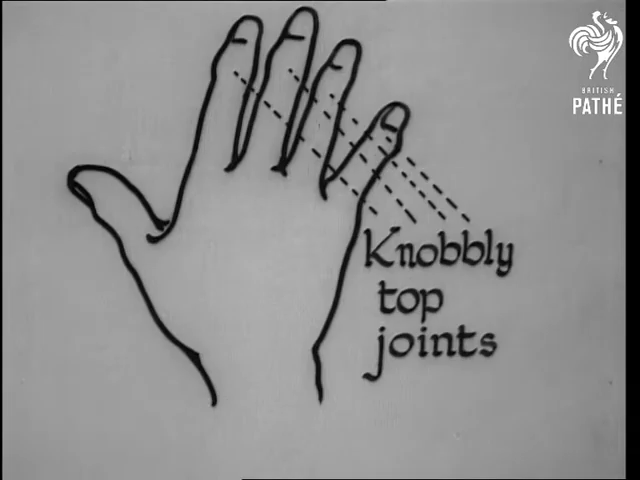 BRITISH
PATHÉ
Knobbly
top
joints